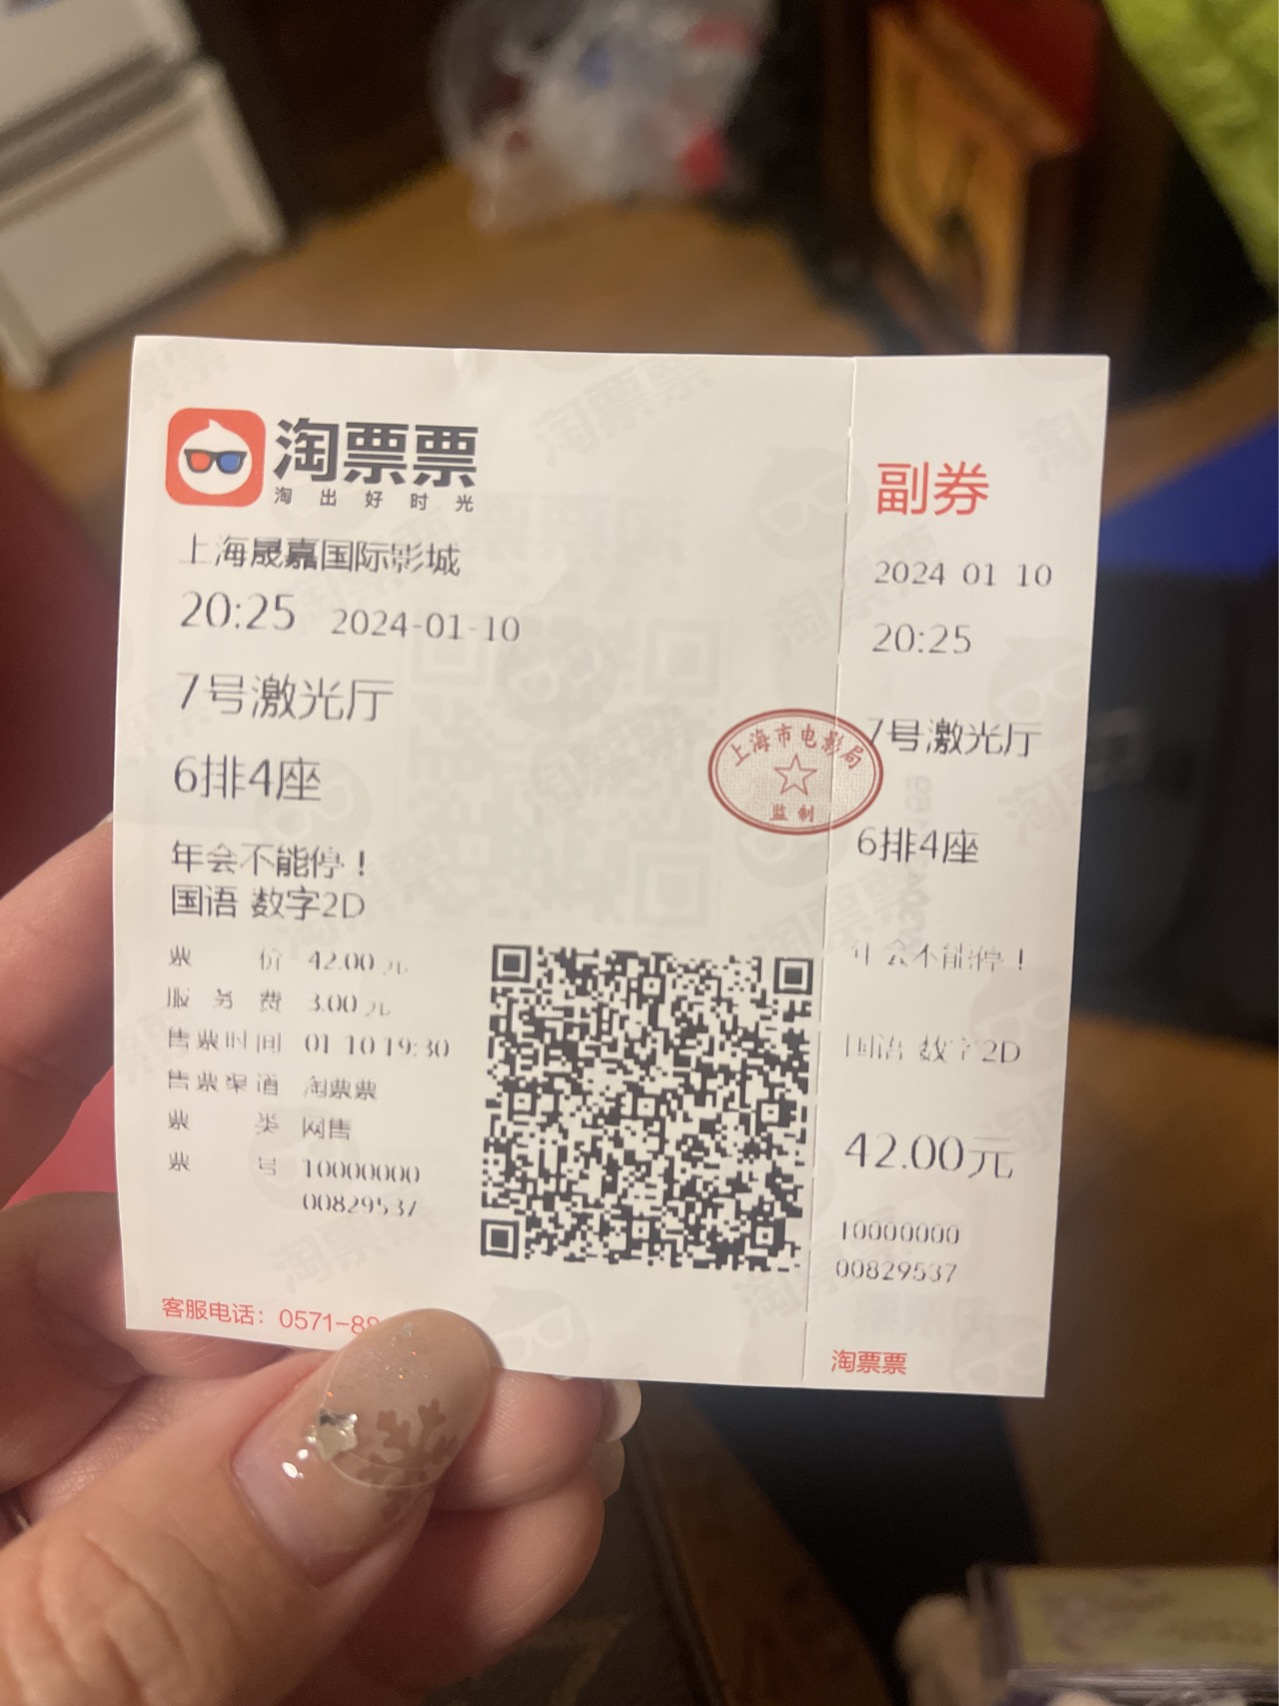 淘票票
淘出好时光
上海晟嘉国际影城
20:25 2024-01-10
7号激光厅
6排4座
年会不能停！
国语 数字2D
票价 42.00元
服务费 3.00元
售票时间 01 10 19:30
售票渠道 淘票票
票类 网售
票号 10000000
00829537
客服电话：0571-88
上海市电影局
监制
副券
2024 01 10
20:25
7号激光厅
6排4座
年会不能停！
国语 数字2D
42.00元
10000000
00829537
淘票票